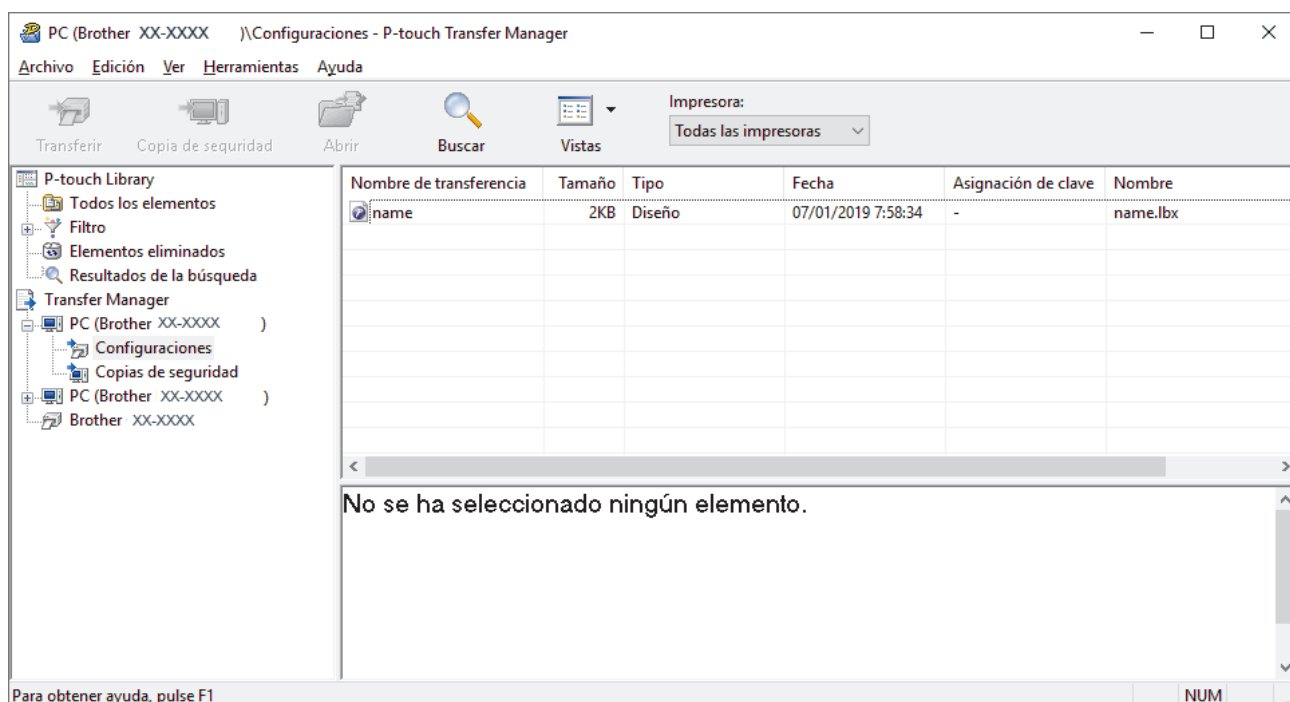 PC (Brother XX-XXXX )\Configuraciones - P-touch Transfer Manager
Archivo Edición Ver Herramientas Ayuda
Impresora:
Todas las impresoras
Transferir Copia de seguridad Abrir Buscar Vistas
P-touch Library
Todos los elementos
Filtro
Elementos eliminados
Resultados de la búsqueda
Transfer Manager
PC (Brother XX-XXXX )
Configuraciones
Copias de seguridad
PC (Brother XX-XXXX )
Brother XX-XXXX
Nombre de transferencia Tamaño Tipo Fecha Asignación de clave Nombre
name 2KB Diseño 07/01/2019 7:58:34 - name.lbx
No se ha seleccionado ningún elemento.
Para obtener ayuda, pulse F1 NUM